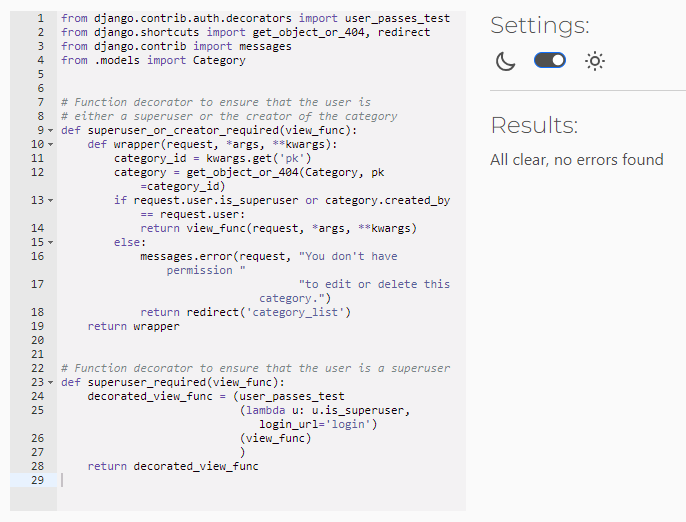 1 from django.contrib.auth.decorators import user_passes_test
2 from django.shortcuts import get_object_or_404, redirect
3 from django.contrib import messages
4 from .models import Category
5
6
7 # Function decorator to ensure that the user is
8 # either a superuser or the creator of the category
9 def superuser_or_creator_required(view_func):
10     def wrapper(request, *args, **kwargs):
11         category_id = kwargs.get('pk')
12         category = get_object_or_404(Category, pk
            =category_id)
13         if request.user.is_superuser or category.created_by
            == request.user:
14             return view_func(request, *args, **kwargs)
15         else:
16             messages.error(request, "You don't have
                permission "
17                                     "to edit or delete this
                              category.")
18             return redirect('category_list')
19     return wrapper
20
21
22 # Function decorator to ensure that the user is a superuser
23 def superuser_required(view_func):
24     decorated_view_func = (user_passes_test
25                            (lambda u: u.is_superuser,
                              login_url='login')
26                            (view_func)
27                            )
28     return decorated_view_func
29
Settings:
Results:
All clear, no errors found